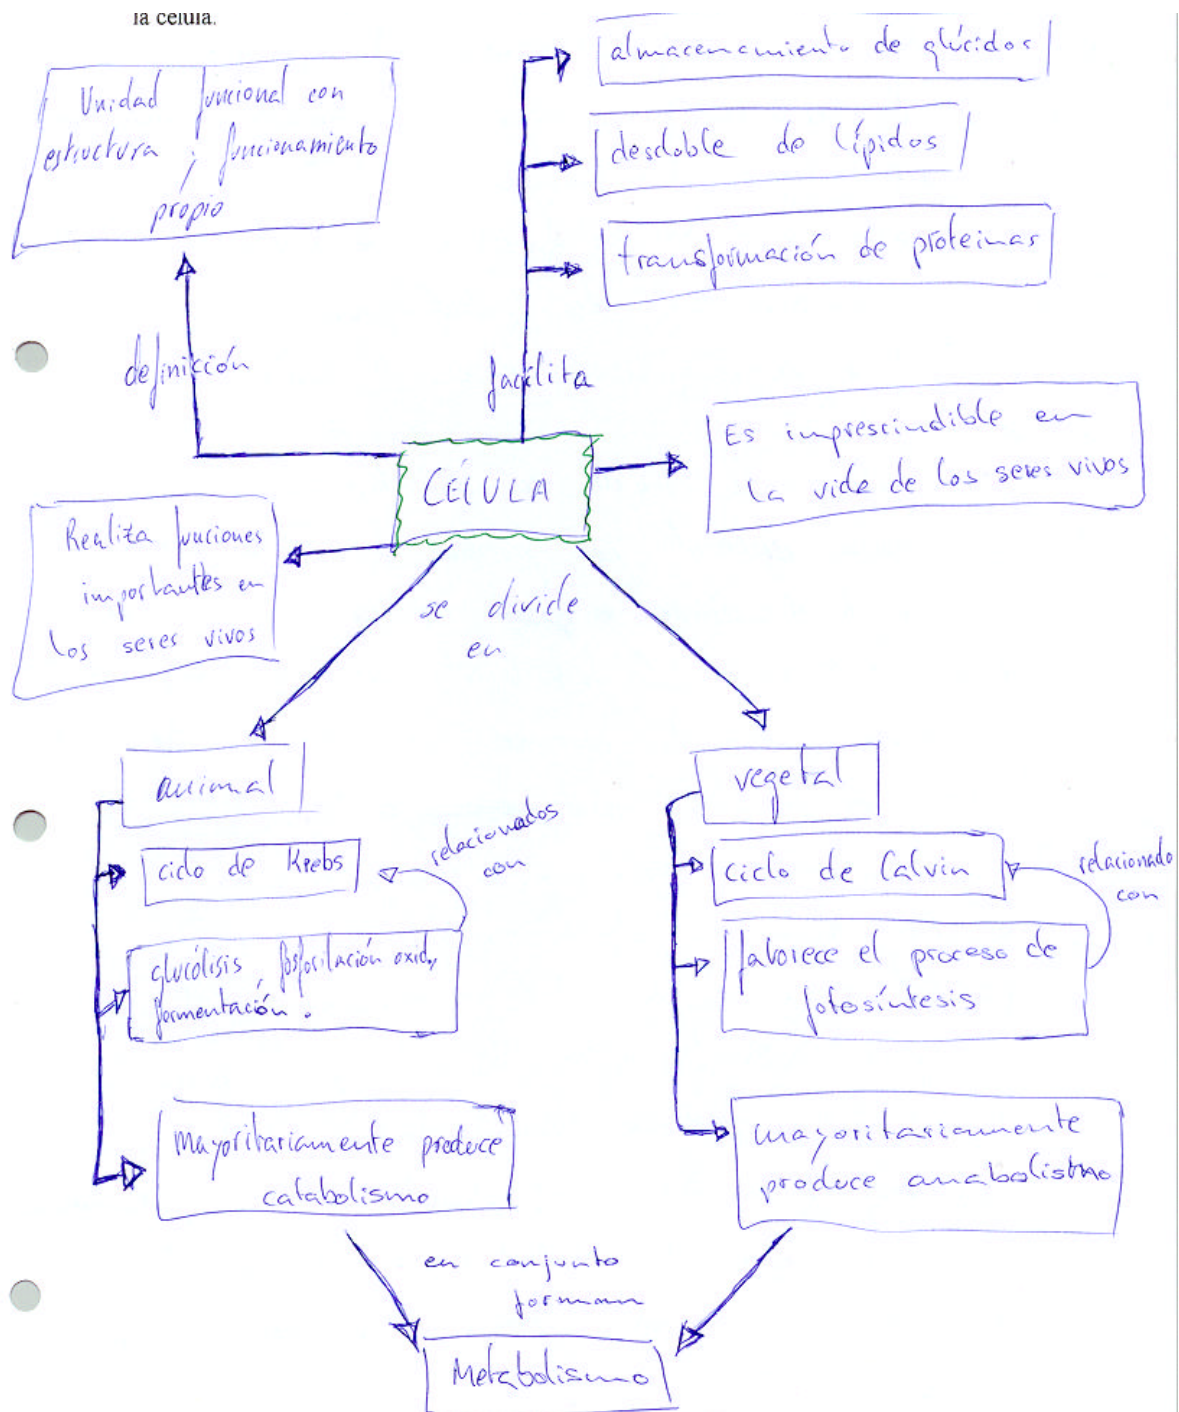 la celula.
almacenamiento de glúcidos
Unidad funcional con
estructura y funcionamiento
própio
desdoble de lípidos
transformación de proteinas
definición
facilita
CÉLULA
Es imprescindible en
la vida de los seres vivos
Realiza funciones
importantes en
los seres vivos
se divide
en
animal
vegetal
ciclo de Krebs
relacionados
con
ciclo de Calvin
relacionado
con
glucólisis, fosforilación oxid,
fermentación.
favorece el proceso de
fotosíntesis
mayoritariamente produce
catabolismo
mayoritariamente
produce anabolismo
en conjunto
forman
Metabolismo